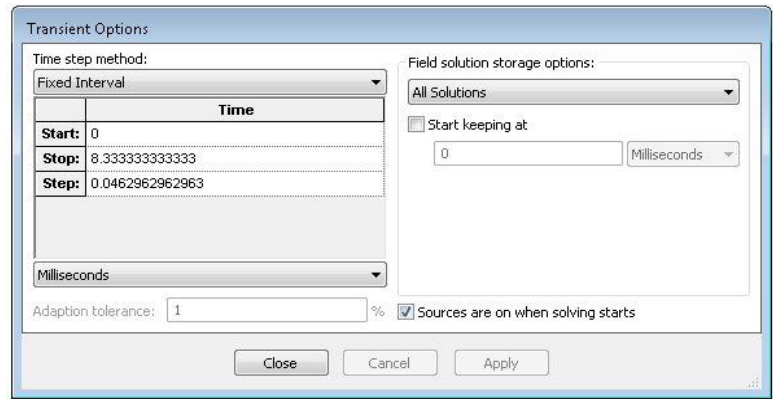 Transient Options
Time step method:
Fixed Interval
Time
Start: 0
Stop: 8.333333333333
Step: 0.0462962962963
Milliseconds
Adaption tolerance: 1 %
Field solution storage options:
All Solutions
Start keeping at
0 Milliseconds
Sources are on when solving starts
Close Cancel Apply